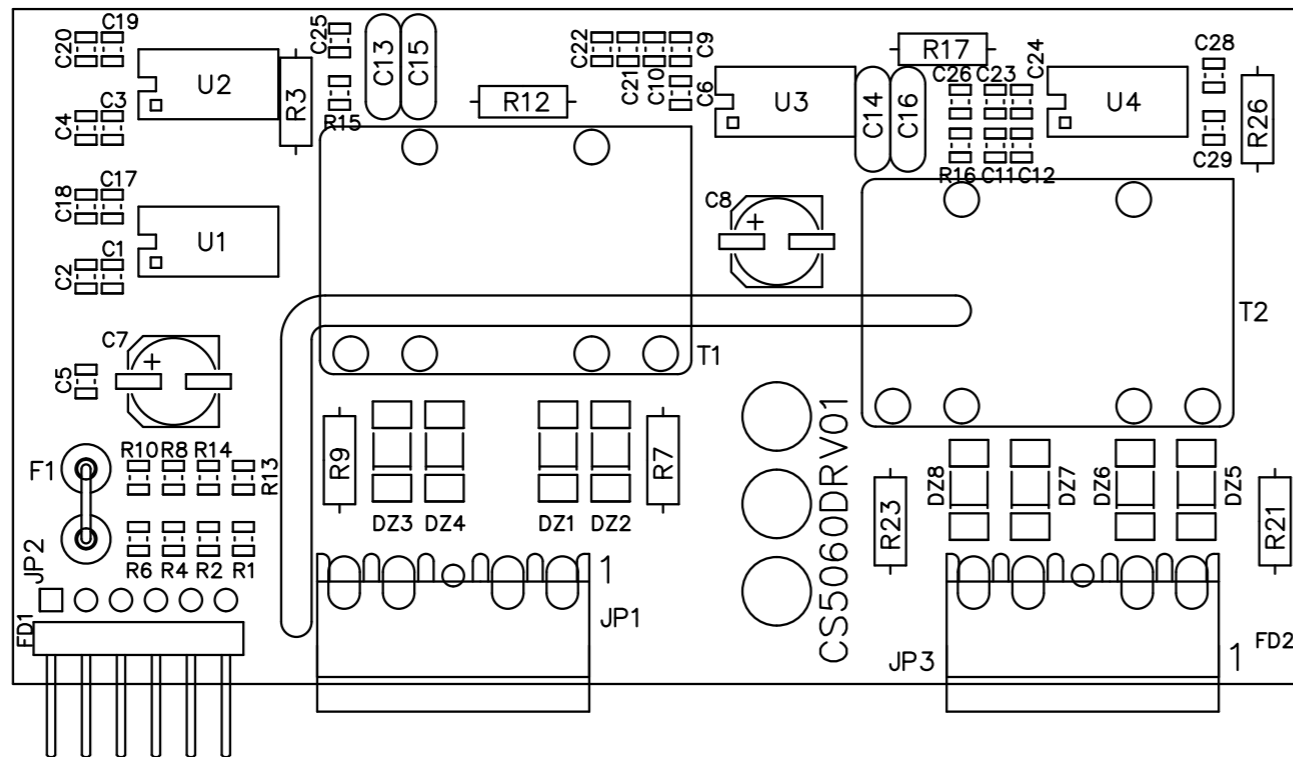 C20 C19
U2
R3
C25
R15
C13 C15
R12
C22 C21 C10 C9
C6
U3
C14 C16
R17
C26 C23 C24
R16 C11 C12
U4
C28
C29
R26
C4 C3
C18 C17
U1
C2 C1
C8
+
T1
T2
C7
+
C5
R10 R8 R14
R13
F1
R9
R7
DZ3 DZ4 DZ1 DZ2
CS5060DRV01
R23
DZ8 DZ7 DZ6 DZ5
R21
R6 R4 R2 R1
JP2
FD1
1
JP1
JP3
1
FD2